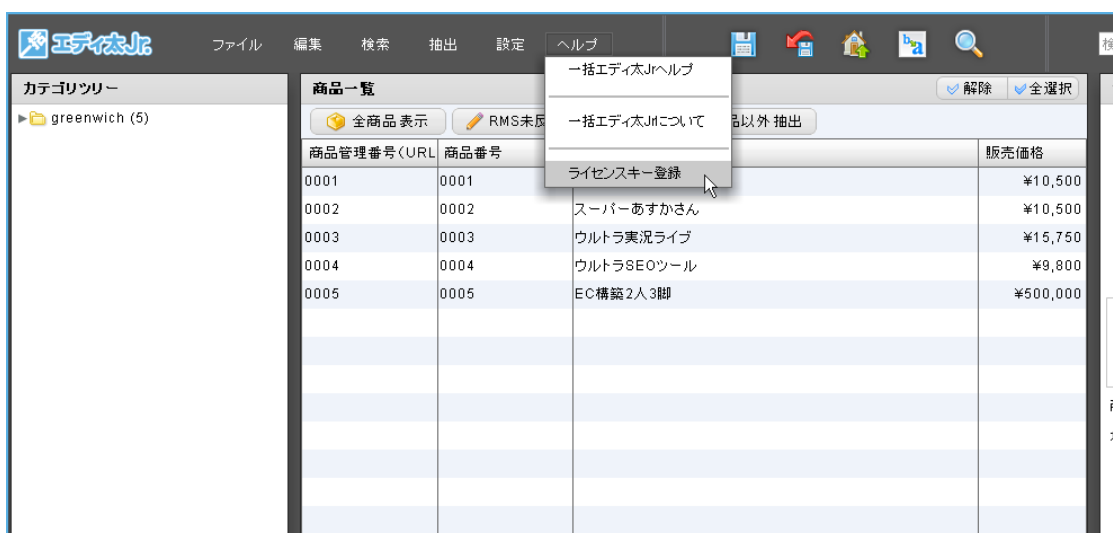 エディ太Jr. ファイル 編集 検索 抽出 設定 ヘルプ
一括エディ太Jrヘルプ
一括エディ太Jrについて
ライセンスキー登録
カテゴリツリー
greenwich (5)
商品一覧 解除 全選択
全商品表示 RMS未反 品以外抽出
商品管理番号(URL 商品番号 販売価格
0001 0001 ¥10,500
0002 0002 スーパーあすかさん ¥10,500
0003 0003 ウルトラ実況ライブ ¥15,750
0004 0004 ウルトラSEOツール ¥9,800
0005 0005 EC構築2人3脚 ¥500,000